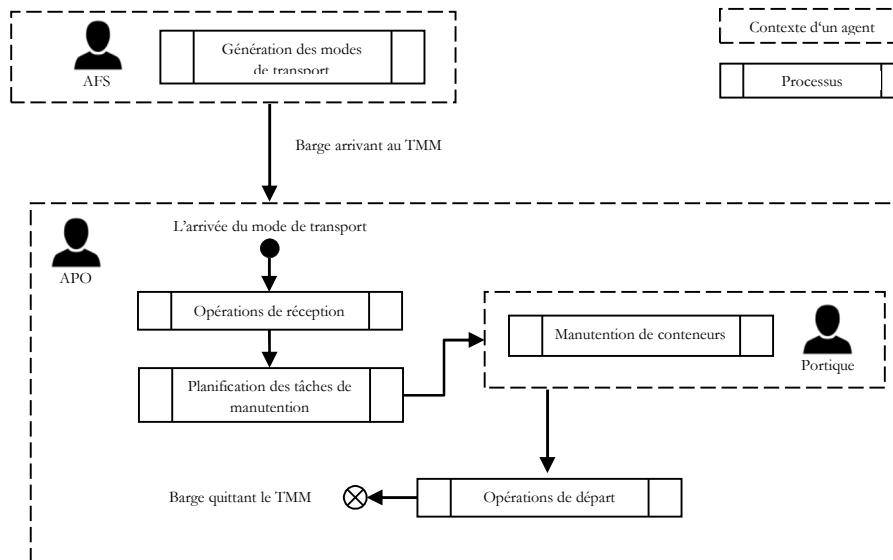 Génération des modes
de transport
AFS
Contexte d'un agent
Processus
Barge arrivant au TMM
L'arrivée du mode de transport
APO
Opérations de réception
Manutention de conteneurs
Portique
Planification des tâches de
manutention
Barge quittant le TMM
Opérations de départ